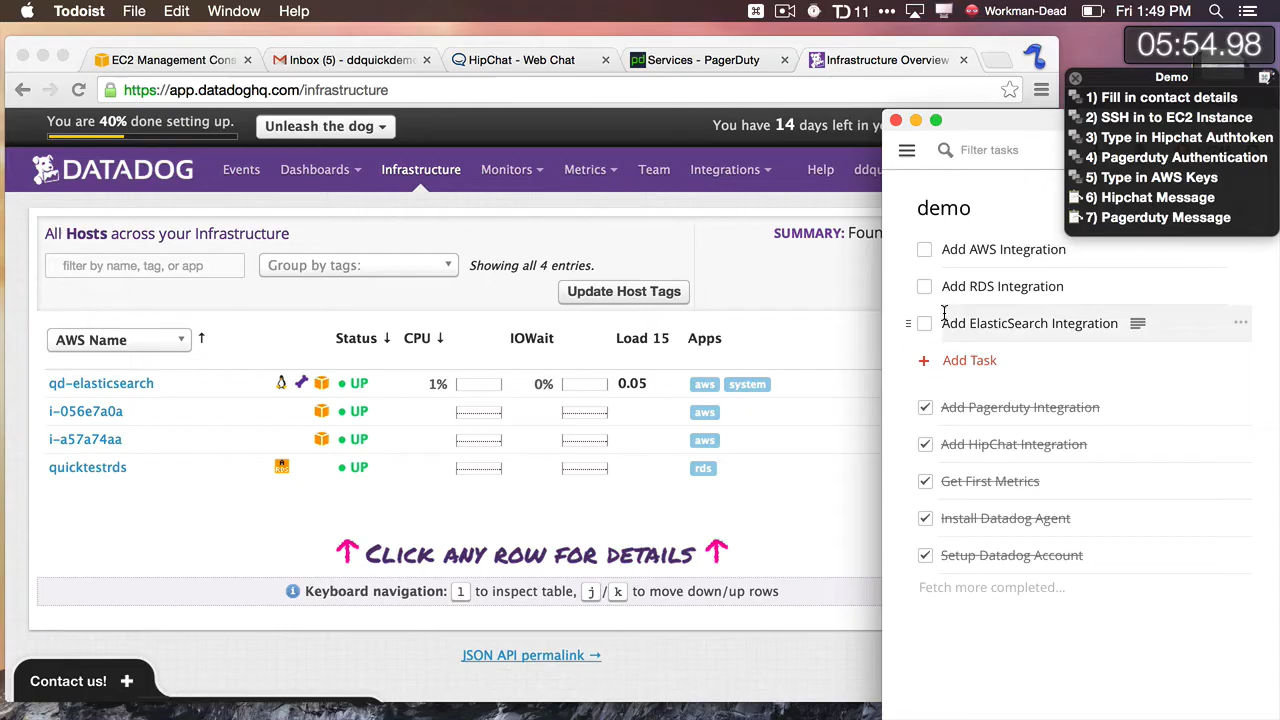 File Edit Window Help
11 ••• Workman-Dead Fri 1:49 PM
05:54.98
EC2 Management Cons
Inbox (0) - ddquickdem
HipChat - Web Chat
pd Services - PagerDuty
Infrastructure Overview
https://app.datadoghq.com/infrastructure
Demo
1) Fill in contact details
2) SSH in to EC2 Instance
3) Type in Hipchat Authtoken
4) Pagerduty Authentication
5) Type in AWS Keys
6) Hipchat Message
7) Pagerduty Message
You are 40% done setting up.
Unleash the dog
You have 14 days left in
DATADOG
Events Dashboards Infrastructure Monitors Metrics Team Integrations Help ddqu
All Hosts across your Infrastructure
SUMMARY: Foun
filter by name, tag, or app
Group by tags:
Showing all 4 entries.
Update Host Tags
AWS Name ↑ Status ↓ CPU ↓ IOWait Load 15 Apps
qd-elasticsearch UP 1% 0% 0.05 aws system
i-056e7a0a UP aws
i-a57a74aa UP aws
quicktestrds RDS UP rds
↑ Click any row for details ↑
Keyboard navigation: l to inspect table, j / k to move down/up rows
JSON API permalink →
Contact us! +
Filter tasks
demo
Add AWS Integration
Add RDS Integration
Add ElasticSearch Integration
+ Add Task
Add Pagerduty Integration
Add HipChat Integration
Get First Metrics
Install Datadog Agent
Setup Datadog Account
Fetch more completed...